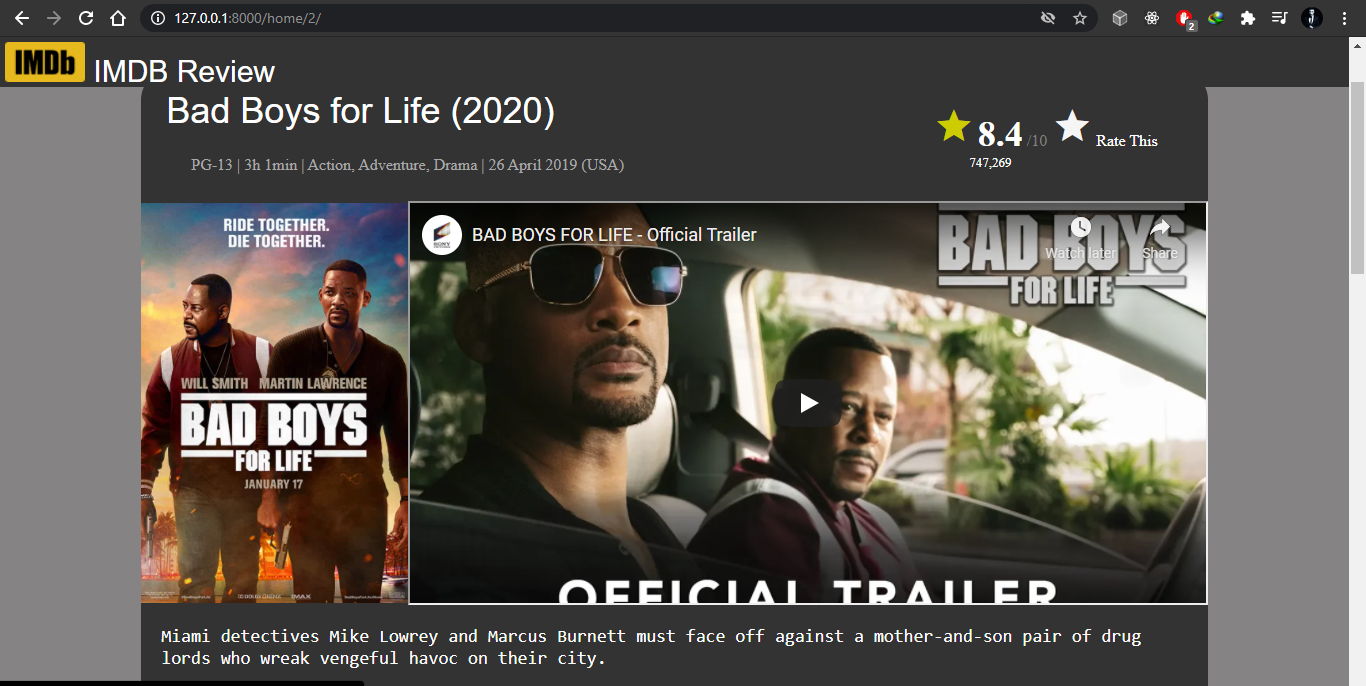 127.0.0.1:8000/home/2/
2
IMDb IMDB Review
Bad Boys for Life (2020)
8.4 /10 Rate This
747,269
PG-13 | 3h 1min | Action, Adventure, Drama | 26 April 2019 (USA)
RIDE TOGETHER.
DIE TOGETHER.
WILL SMITH MARTIN LAWRENCE
BAD BOYS
FOR LIFE
JANUARY 17
IMAX
BAD BOYS FOR LIFE - Official Trailer
BAD BOYS
FOR LIFE
Watch later Share
OFFICIAL TRAILER
Miami detectives Mike Lowrey and Marcus Burnett must face off against a mother-and-son pair of drug
lords who wreak vengeful havoc on their city.